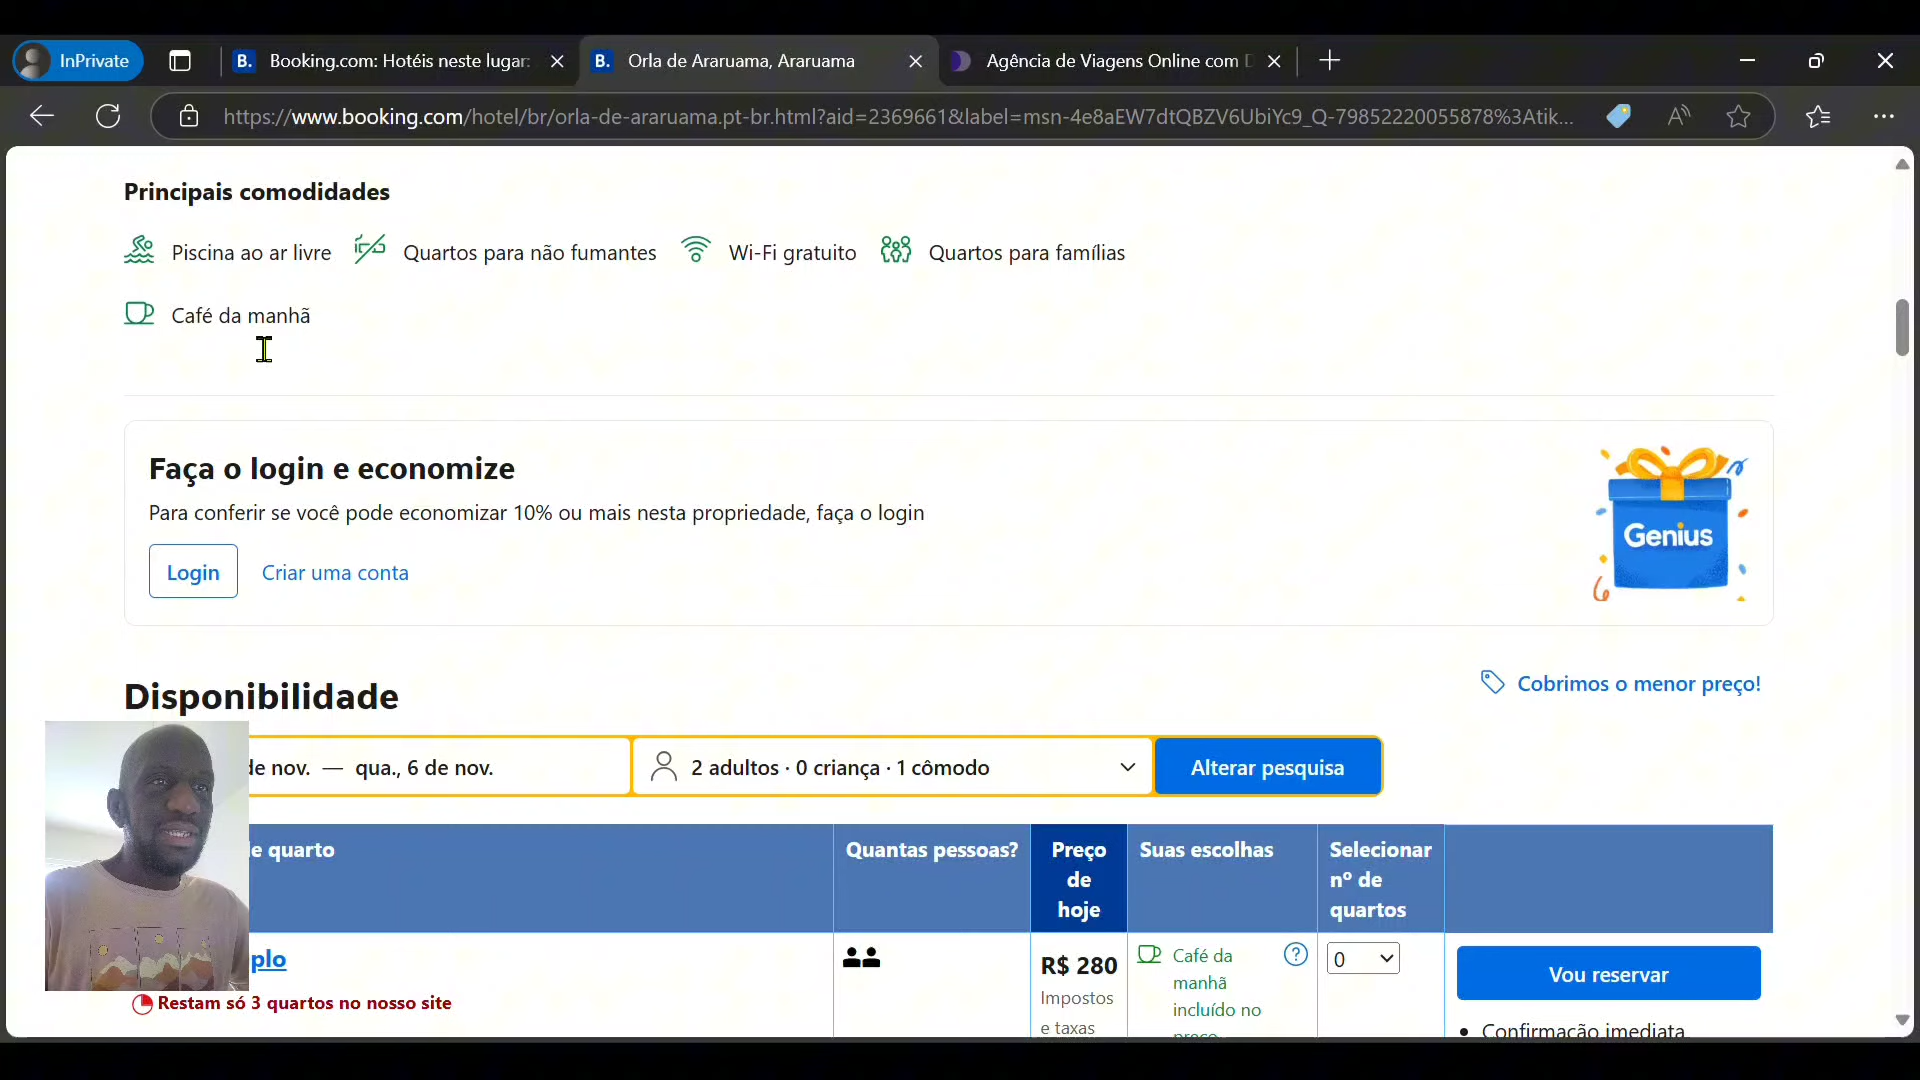 InPrivate
B. Booking.com: Hotéis neste lugar:
B. Orla de Araruama, Araruama
Agência de Viagens Online com
https://www.booking.com/hotel/br/orla-de-araruama.pt-br.html?aid=2369661&label=msn-4e8aEW7dtQBZV6UbiYc9_Q-79852220055878%3Atik...
Principais comodidades
Piscina ao ar livre Quartos para não fumantes Wi-Fi gratuito Quartos para famílias
Café da manhã
Faça o login e economize
Para conferir se você pode economizar 10% ou mais nesta propriedade, faça o login
Login Criar uma conta
Genius
Cobrimos o menor preço!
Disponibilidade
de nov. — qua., 6 de nov. 2 adultos · 0 criança · 1 cômodo Alterar pesquisa
quarto Quantas pessoas? Preço de hoje Suas escolhas Selecionar nº de quartos
plo
R$ 280
Impostos
e taxas
Café da
manhã
incluído no
preço
0
Vou reservar
Restam só 3 quartos no nosso site
• Confirmação imediata